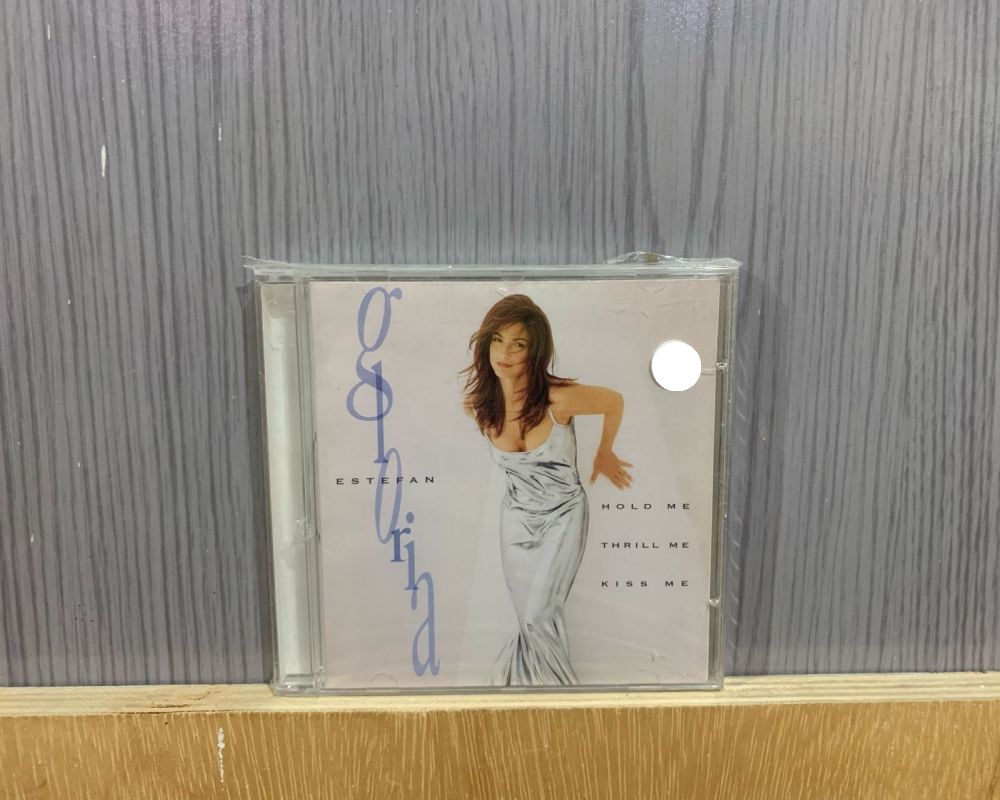 gloria
ESTEFAN
HOLD ME
THRILL ME
KISS ME